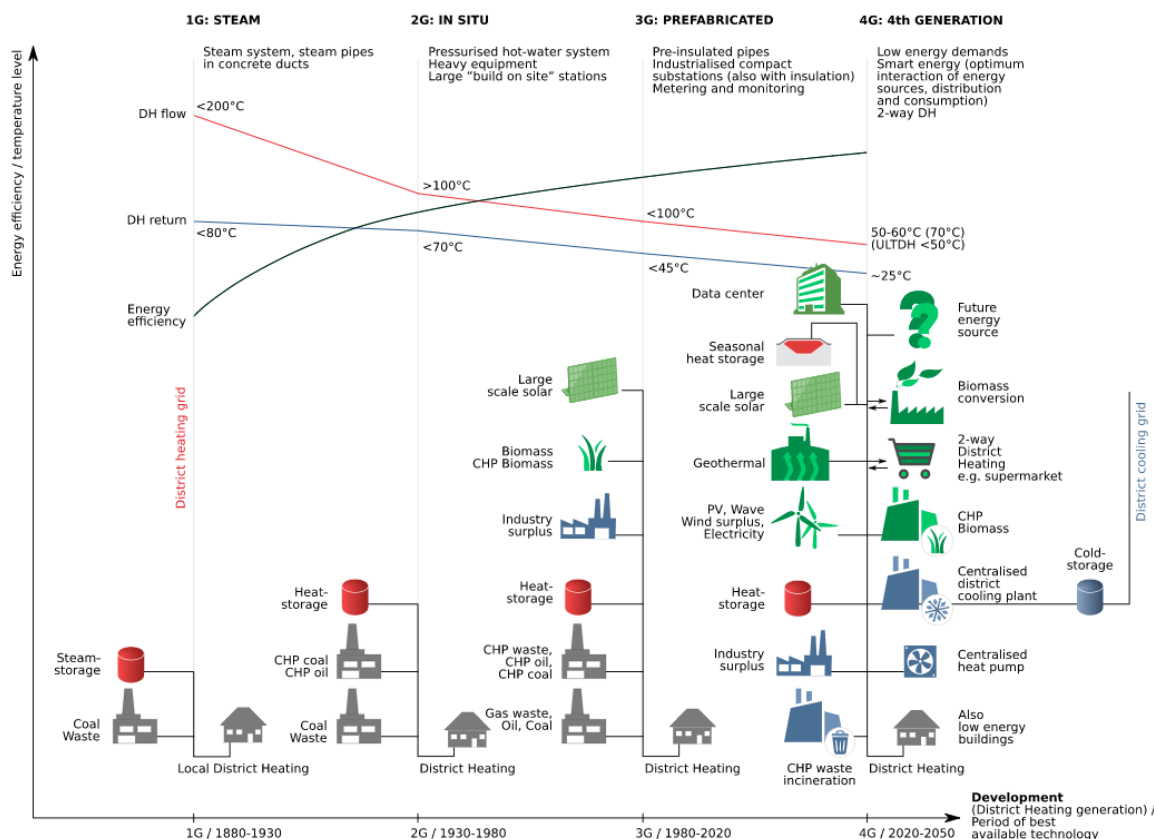 1G: STEAM
2G: IN SITU
3G: PREFABRICATED
4G: 4th GENERATION
Steam system, steam pipes
in concrete ducts
Pressurised hot-water system
Heavy equipment
Large "build on site" stations
Pre-insulated pipes
Industrialised compact
substations (also with insulation)
Metering and monitoring
Low energy demands
Smart energy (optimum
interaction of energy
sources, distribution
and consumption)
2-way DH
Energy efficiency / temperature level
DH flow
<200°C
>100°C
<100°C
50-60°C (70°C)
(ULTDH <50°C)
DH return
<80°C
<70°C
<45°C
~25°C
Energy
efficiency
District heating grid
District cooling grid
Data center
Future
energy
source
Seasonal
heat storage
Large
scale solar
Large
scale solar
Biomass
conversion
Biomass
CHP Biomass
Geothermal
2-way
District
Heating
e.g. supermarket
Industry
surplus
PV, Wave
Wind surplus,
Electricity
CHP
Biomass
Heat-
storage
Heat-
storage
Heat-
storage
Centralised
district
cooling plant
Cold-
storage
Steam-
storage
CHP coal
CHP oil
CHP waste,
CHP oil,
CHP coal
Industry
surplus
Centralised
heat pump
Coal
Waste
Coal
Waste
Gas waste,
Oil, Coal
CHP waste
incineration
Also
low energy
buildings
Local District Heating
District Heating
District Heating
District Heating
Development
(District Heating generation) /
Period of best
available technology
1G / 1880-1930
2G / 1930-1980
3G / 1980-2020
4G / 2020-2050